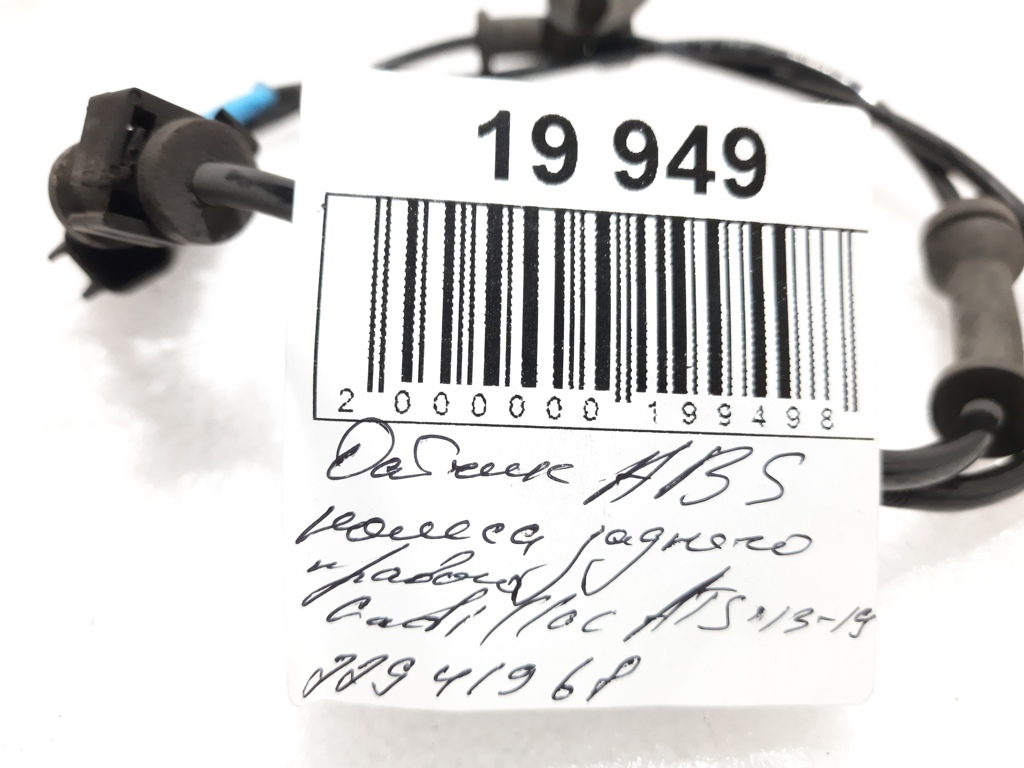 19 949
2 000000 199498
Датчик ABS
колеса заднего
правого
Cadillac ATS 13-19
22941968